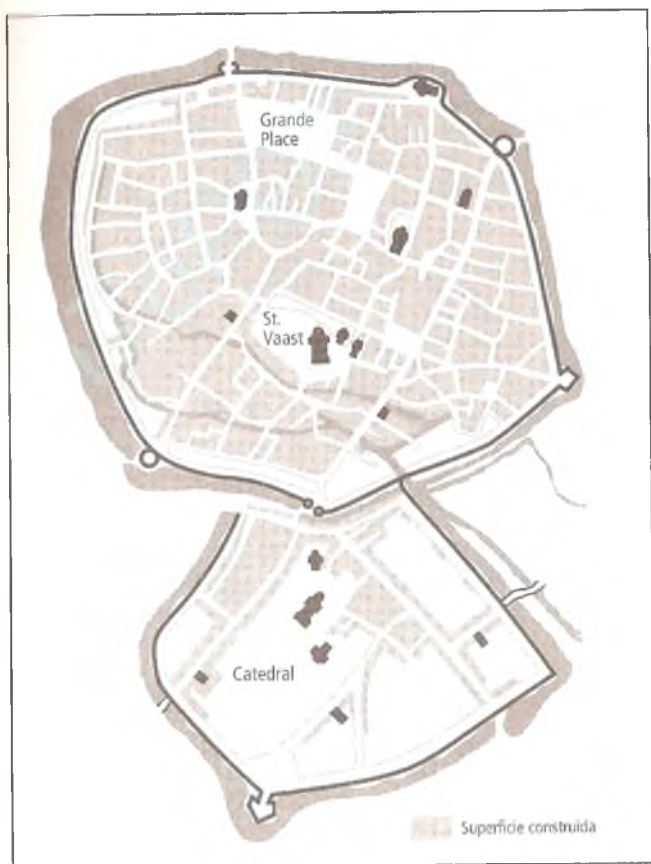 Grande
Place
St.
Vaast
Catedral
Superficie construida